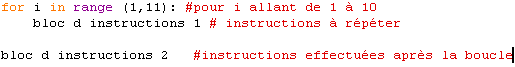 for i in range (1,11): #pour i allant de 1 à 10
bloc d instructions 1 # instructions à répéter
bloc d instructions 2 #instructions effectuées après la boucle